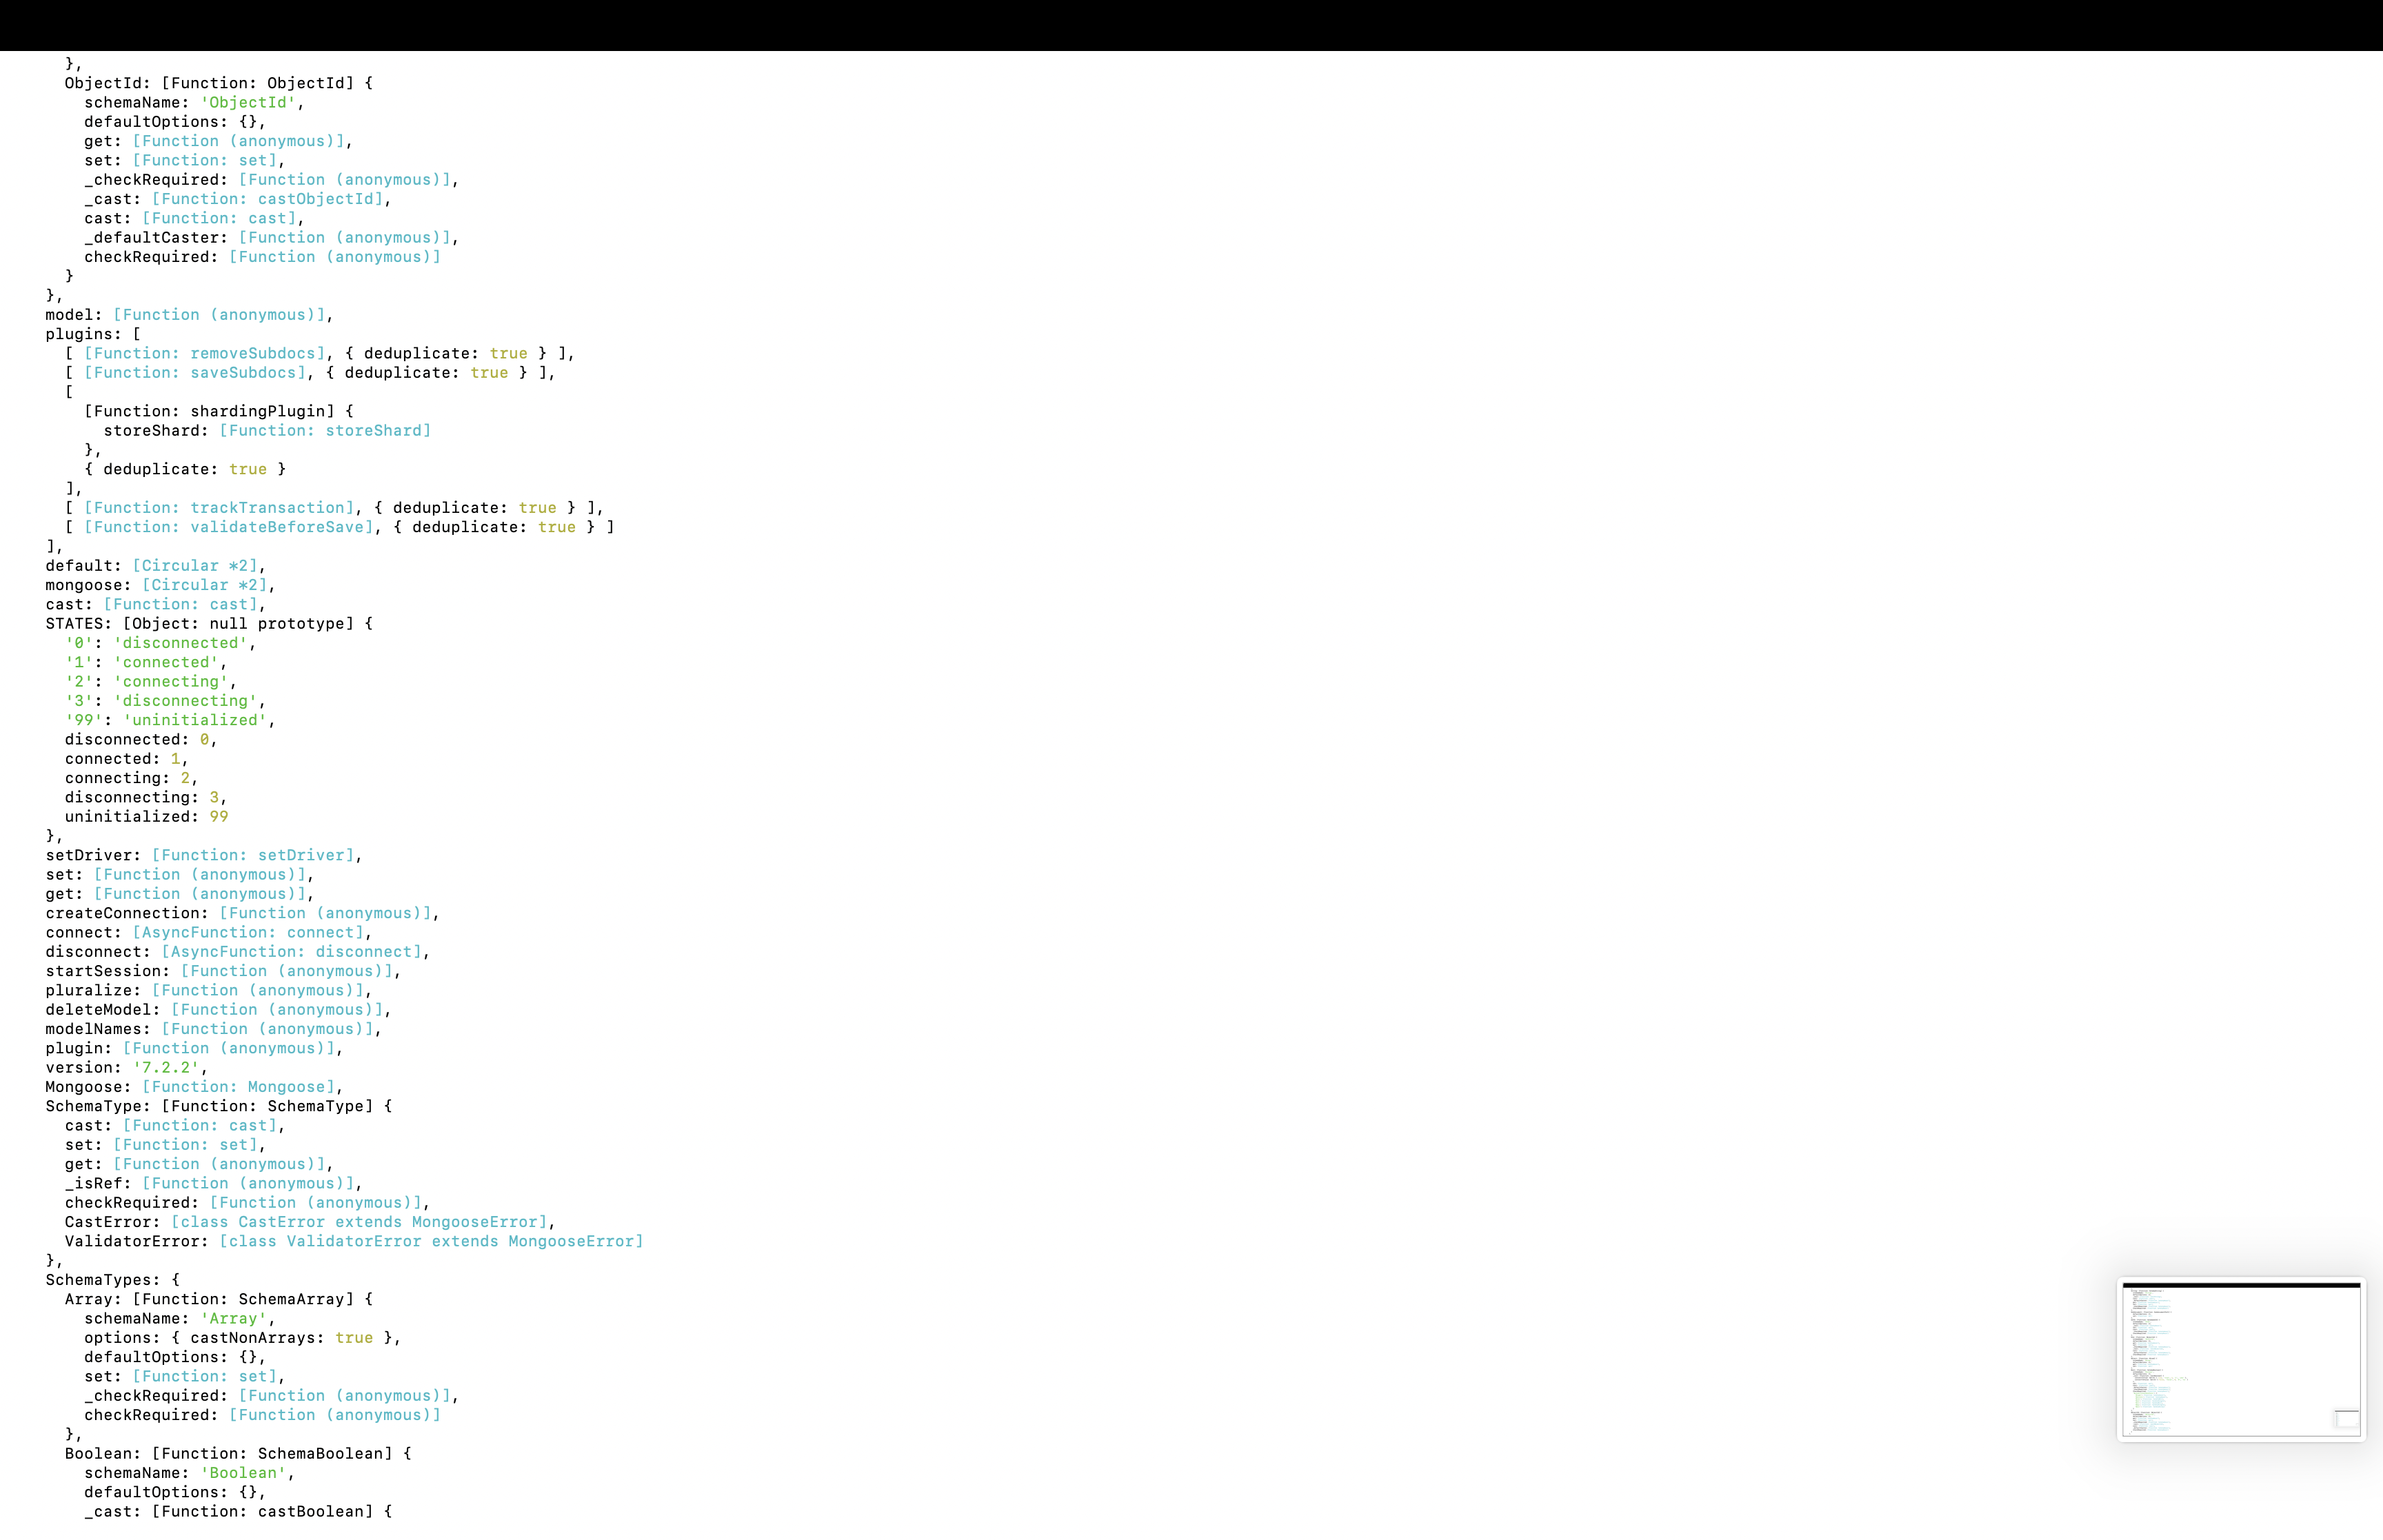 },
ObjectId: [Function: ObjectId] {
schemaName: 'ObjectId',
defaultOptions: {},
get: [Function (anonymous)],
set: [Function: set],
_checkRequired: [Function (anonymous)],
_cast: [Function: castObjectId],
cast: [Function: cast],
_defaultCaster: [Function (anonymous)],
checkRequired: [Function (anonymous)]
}
},
model: [Function (anonymous)],
plugins: [
[ [Function: removeSubdocs], { deduplicate: true } ],
[ [Function: saveSubdocs], { deduplicate: true } ],
[
[Function: shardingPlugin] {
storeShard: [Function: storeShard]
},
{ deduplicate: true }
],
[ [Function: trackTransaction], { deduplicate: true } ],
[ [Function: validateBeforeSave], { deduplicate: true } ]
],
default: [Circular *2],
mongoose: [Circular *2],
cast: [Function: cast],
STATES: [Object: null prototype] {
'0': 'disconnected',
'1': 'connected',
'2': 'connecting',
'3': 'disconnecting',
'99': 'uninitialized',
disconnected: 0,
connected: 1,
connecting: 2,
disconnecting: 3,
uninitialized: 99
},
setDriver: [Function: setDriver],
set: [Function (anonymous)],
get: [Function (anonymous)],
createConnection: [Function (anonymous)],
connect: [AsyncFunction: connect],
disconnect: [AsyncFunction: disconnect],
startSession: [Function (anonymous)],
pluralize: [Function (anonymous)],
deleteModel: [Function (anonymous)],
modelNames: [Function (anonymous)],
plugin: [Function (anonymous)],
version: '7.2.2',
Mongoose: [Function: Mongoose],
SchemaType: [Function: SchemaType] {
cast: [Function: cast],
set: [Function: set],
get: [Function (anonymous)],
_isRef: [Function (anonymous)],
checkRequired: [Function (anonymous)],
CastError: [class CastError extends MongooseError],
ValidatorError: [class ValidatorError extends MongooseError]
},
SchemaTypes: {
Array: [Function: SchemaArray] {
schemaName: 'Array',
options: { castNonArrays: true },
defaultOptions: {},
set: [Function: set],
_checkRequired: [Function (anonymous)],
checkRequired: [Function (anonymous)]
},
Boolean: [Function: SchemaBoolean] {
schemaName: 'Boolean',
defaultOptions: {},
_cast: [Function: castBoolean] {